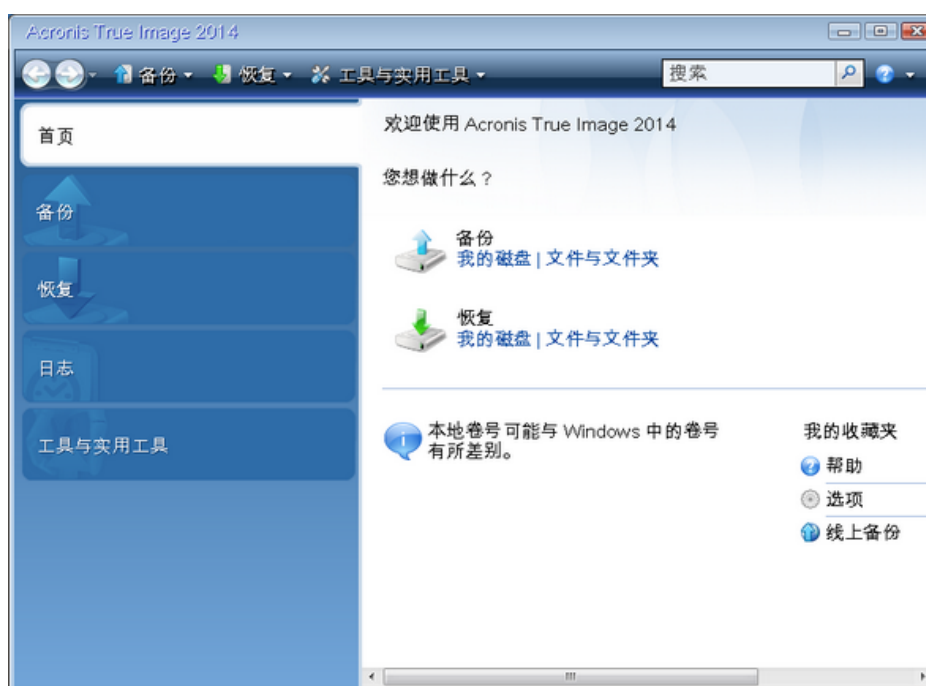 Acronis True Image 2014
备份 恢复 工具与实用工具 搜索
首页
备份
恢复
日志
工具与实用工具
欢迎使用 Acronis True Image 2014
您想做什么？
备份
我的磁盘 | 文件与文件夹
恢复
我的磁盘 | 文件与文件夹
本地卷号可能与 Windows 中的卷号
有所差别。
我的收藏夹
帮助
选项
线上备份